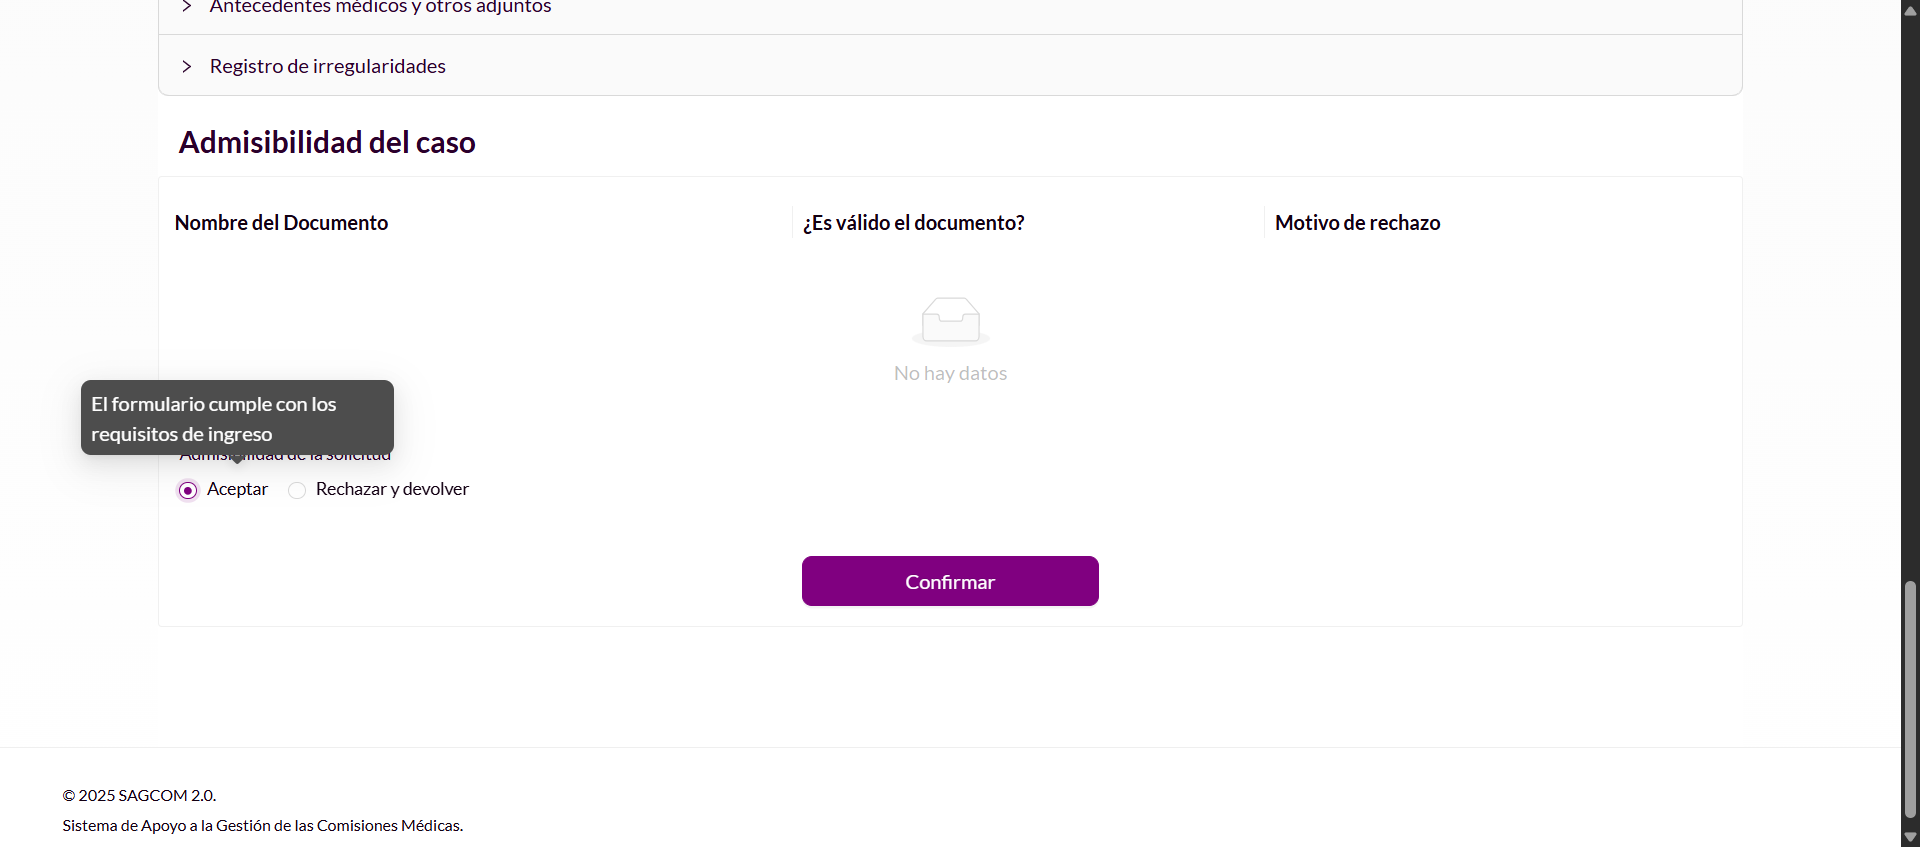 Antecedentes médicos y otros adjuntos
Registro de irregularidades
Admisibilidad del caso
Nombre del Documento
¿Es válido el documento?
Motivo de rechazo
No hay datos
El formulario cumple con los
requisitos de ingreso
Admisibilidad de la solicitud
Aceptar
Rechazar y devolver
Confirmar
© 2025 SAGCOM 2.0.
Sistema de Apoyo a la Gestión de las Comisiones Médicas.